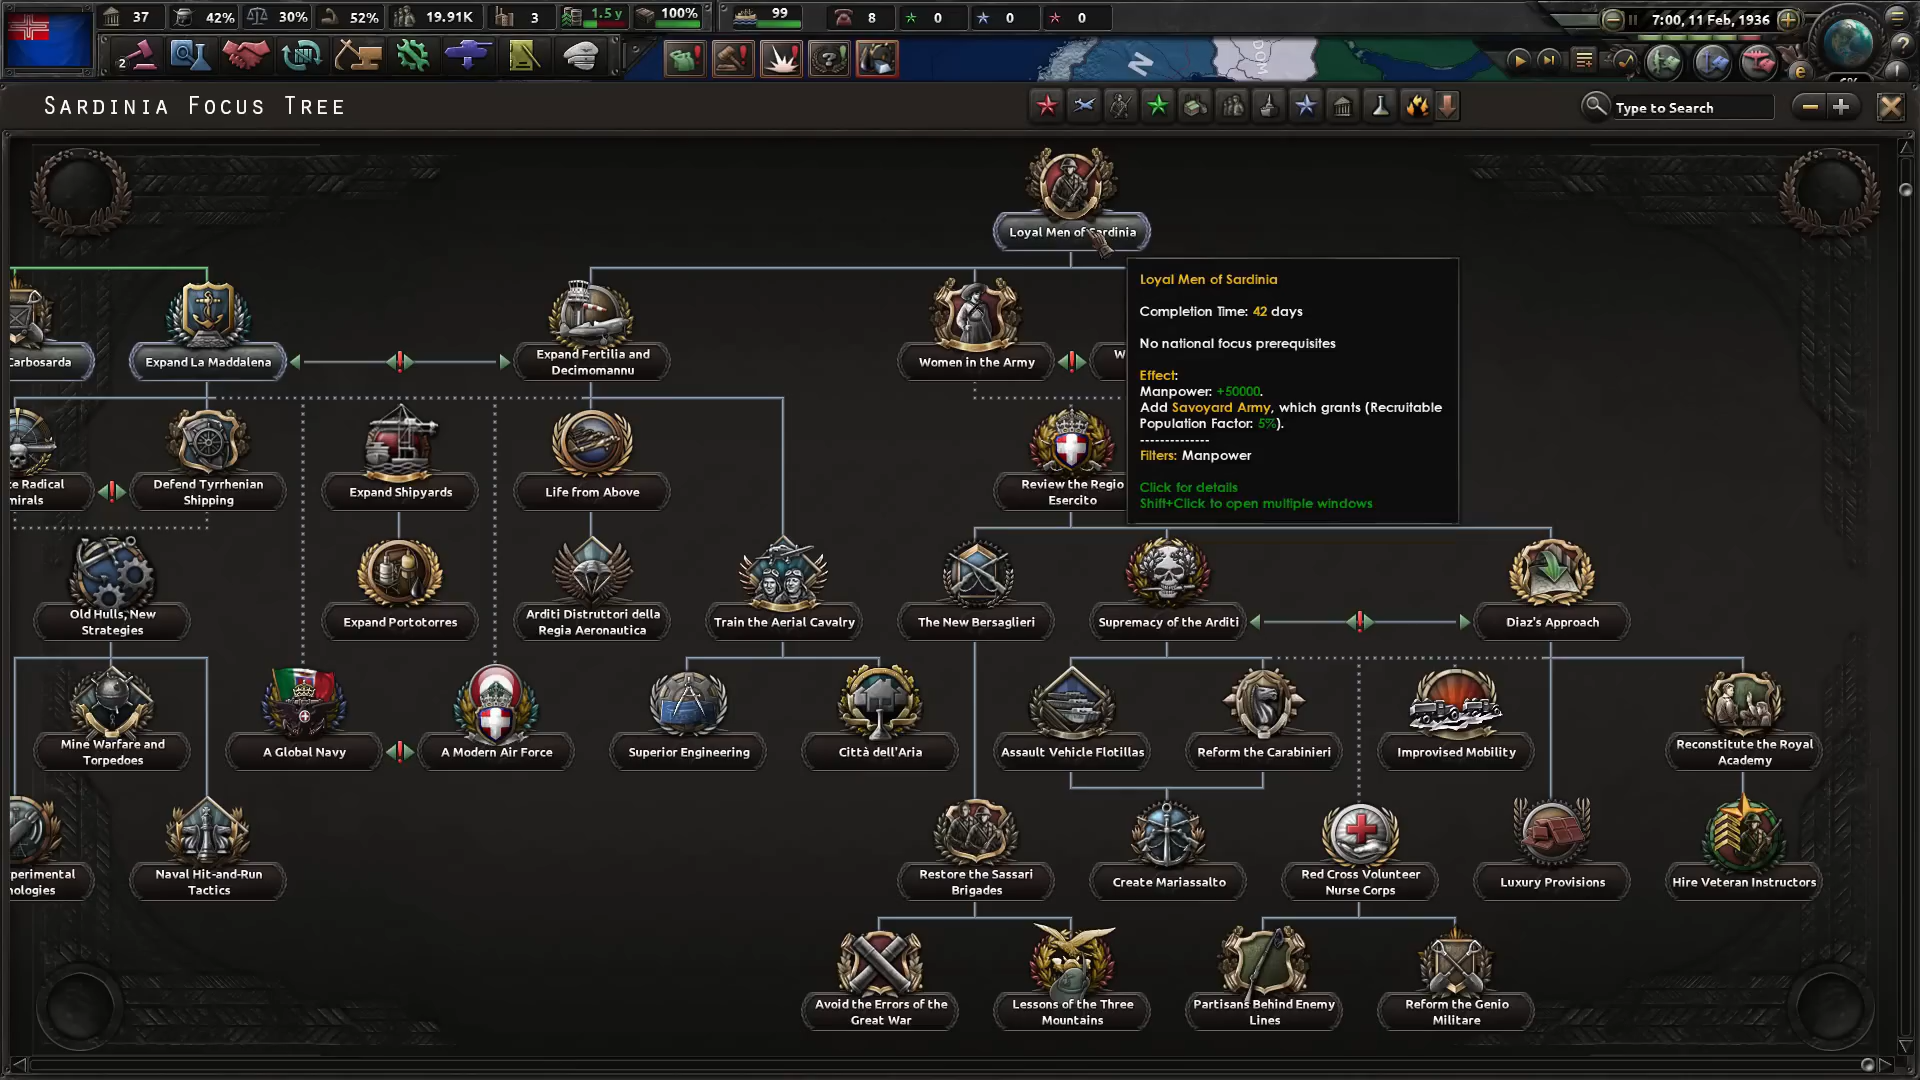 37
42%
30%
52%
19.91K
3
1.5 y
100%
99
8
0
0
0
7:00, 11 Feb, 1936
2
N
DOM
e
6%
SARDINIA FOCUS TREE
Type to Search
Loyal Men of Sardinia
Loyal Men of Sardinia
Completion Time: 42 days
No national focus prerequisites
Effect:
Manpower: +50000.
Add Savoyard Army, which grants (Recruitable
Population Factor: 5%).
--------------
Filters: Manpower
Click for details
Shift+Click to open multiple windows
Carbosarda
Expand La Maddalena
Expand Fertilia and
Decimomannu
Women in the Army
W
e Radical
mirals
Defend Tyrrhenian
Shipping
Expand Shipyards
Life from Above
Review the Regio
Esercito
Old Hulls, New
Strategies
Expand Portotorres
Arditi Distruttori della
Regia Aeronautica
Train the Aerial Cavalry
The New Bersaglieri
Supremacy of the Arditi
Diaz's Approach
Mine Warfare and
Torpedoes
A Global Navy
A Modern Air Force
Superior Engineering
Città dell'Aria
Assault Vehicle Flotillas
Reform the Carabinieri
Improvised Mobility
Reconstitute the Royal
Academy
perimental
nologies
Naval Hit-and-Run
Tactics
Restore the Sassari
Brigades
Create Mariassalto
Red Cross Volunteer
Nurse Corps
Luxury Provisions
Hire Veteran Instructors
Avoid the Errors of the
Great War
Lessons of the Three
Mountains
Partisans Behind Enemy
Lines
Reform the Genio
Militare